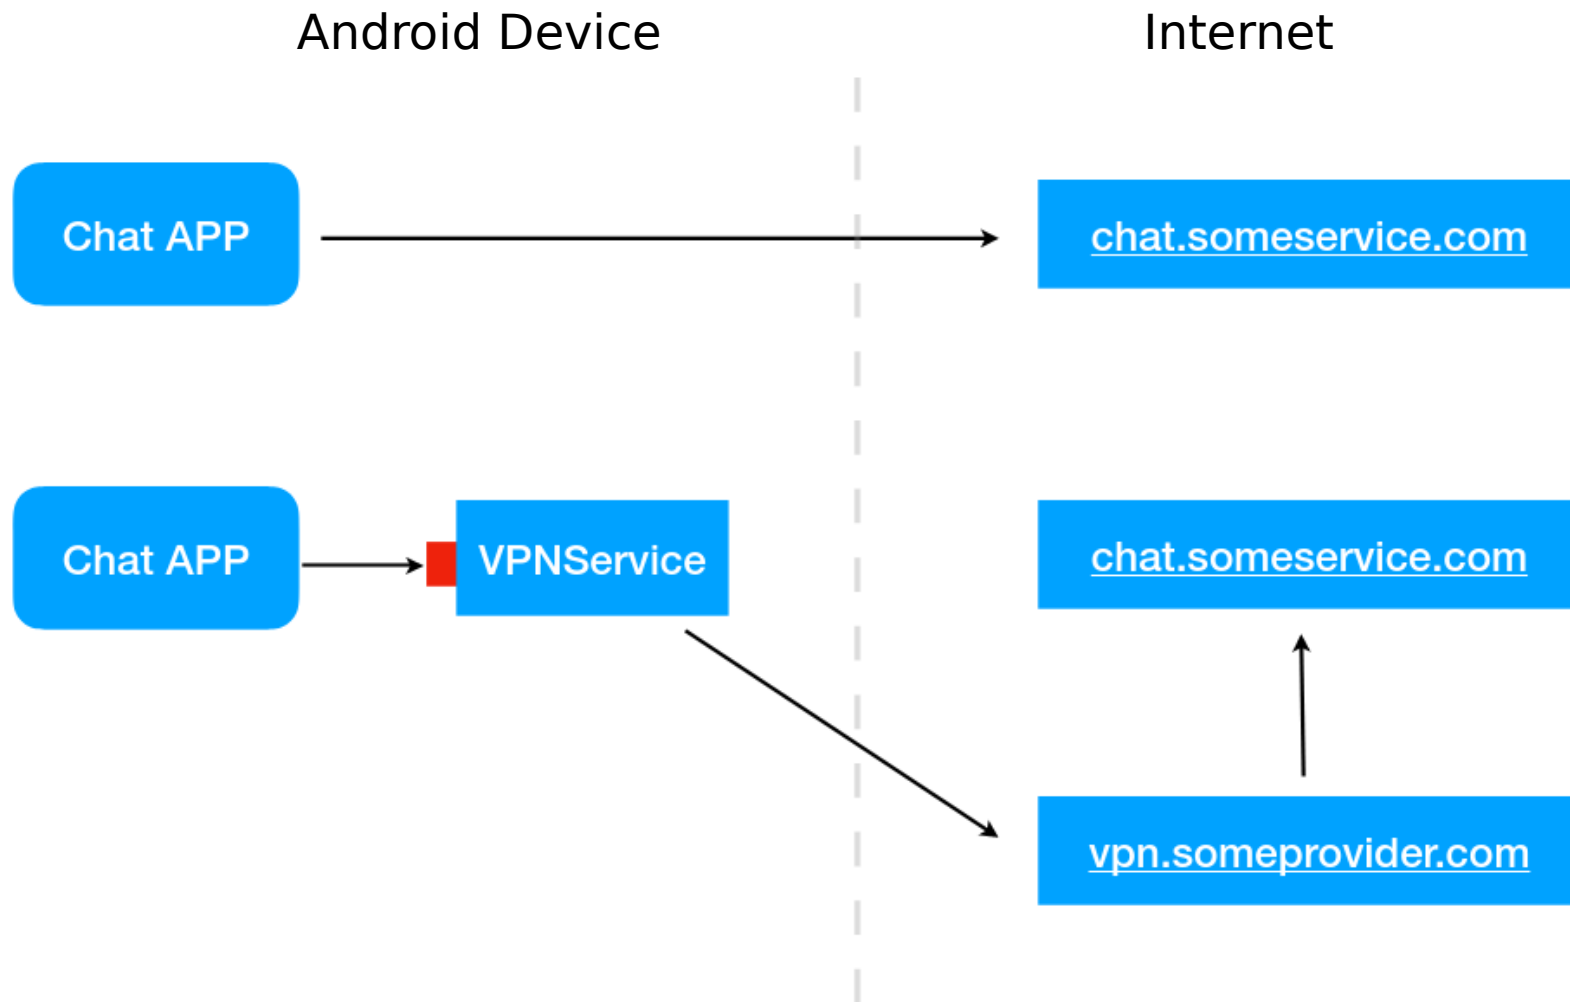 Android Device
Internet
Chat APP
chat.someservice.com
Chat APP
VPNService
chat.someservice.com
vpn.someprovider.com